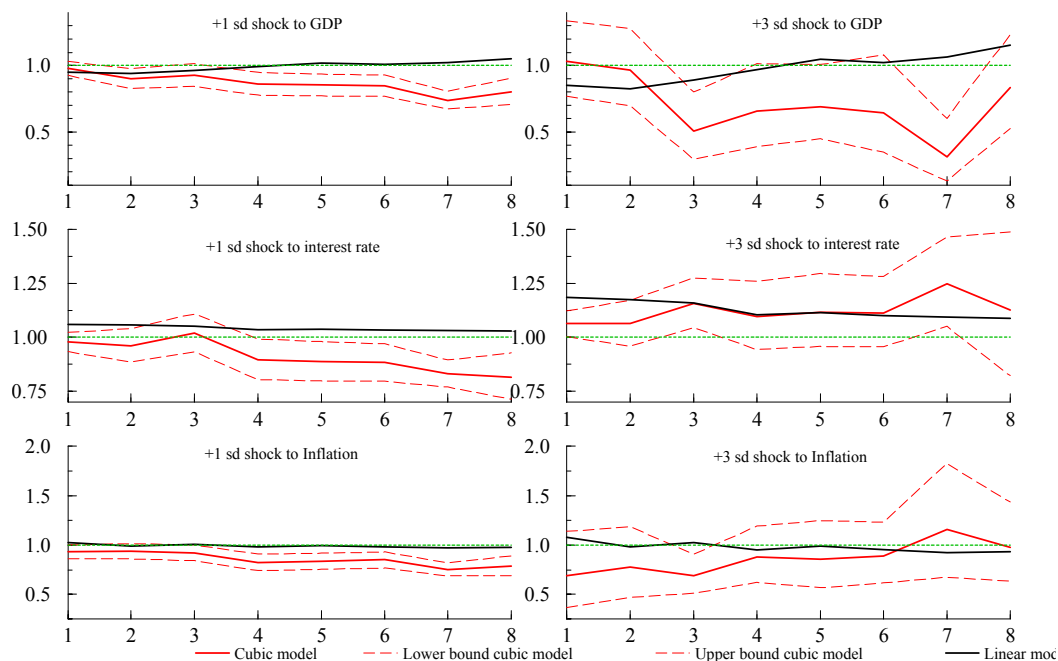 +1 sd shock to GDP
1.0
0.5
1 2 3 4 5 6 7 8
+3 sd shock to GDP
1.0
0.5
1 2 3 4 5 6 7 8
+1 sd shock to interest rate
1.50
1.25
1.00
0.75
1 2 3 4 5 6 7 8
+3 sd shock to interest rate
1.50
1.25
1.00
0.75
1 2 3 4 5 6 7 8
+1 sd shock to Inflation
2.0
1.5
1.0
0.5
1 2 3 4 5 6 7 8
+3 sd shock to Inflation
2.0
1.5
1.0
0.5
1 2 3 4 5 6 7 8
Cubic model Lower bound cubic model Upper bound cubic model Linear mod